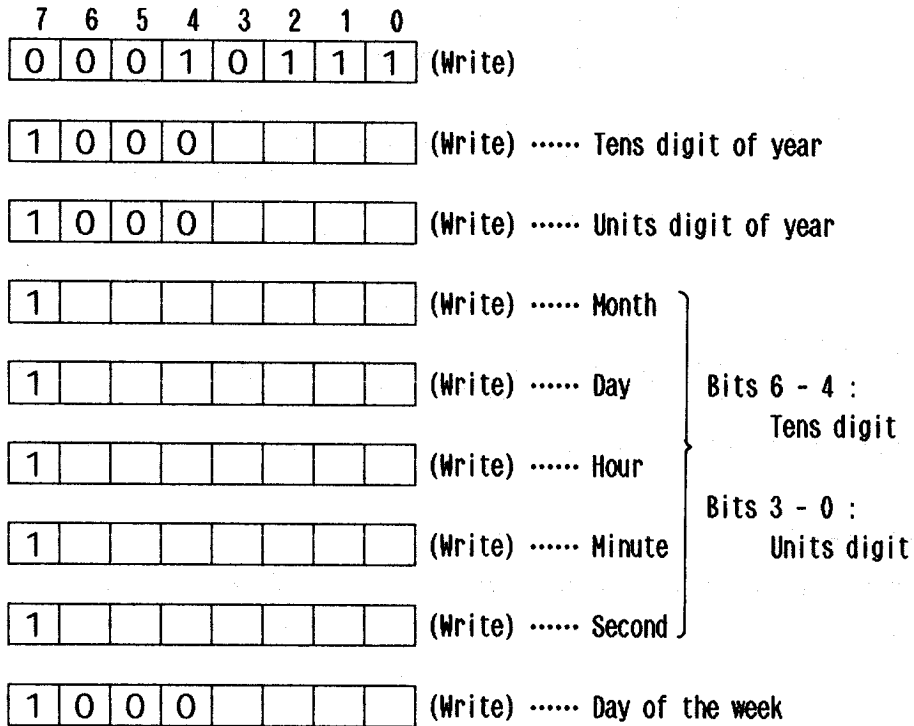 7 6 5 4 3 2 1 0
0 0 0 1 0 1 1 1 (Write)
1 0 0 0 (Write) ...... Tens digit of year
1 0 0 0 (Write) ...... Units digit of year
1 (Write) ...... Month
1 (Write) ...... Day Bits 6 - 4 :
Tens digit
1 (Write) ...... Hour
Bits 3 - 0 :
1 (Write) ...... Minute Units digit
1 (Write) ...... Second
1 0 0 0 (Write) ...... Day of the week